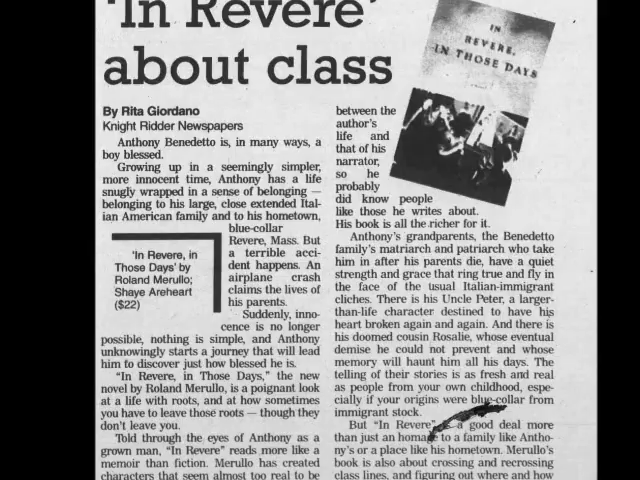 'In Revere'
about class
By Rita Giordano
Knight Ridder Newspapers
Anthony Benedetto is, in many ways, a
boy blessed.
Growing up in a seemingly simpler,
more innocent time, Anthony has a life
snugly wrapped in a sense of belonging —
belonging to his large, close extended Ital-
ian American family and to his hometown,
blue-collar
Revere, Mass. But
a terrible acci-
dent happens. An
airplane crash
claims the lives of
his parents.
Suddenly, inno-
cence is no longer
possible, nothing is simple, and Anthony
unknowingly starts a journey that will lead
him to discover just how blessed he is.
"In Revere, in Those Days," the new
novel by Roland Merullo, is a poignant look
at a life with roots, and at how sometimes
you have to leave those roots — though they
don't leave you.
Told through the eyes of Anthony as a
grown man, "In Revere" reads more like a
memoir than fiction. Merullo has created
characters that seem almost too real to be
'In Revere, in
Those Days' by
Roland Merullo;
Shaye Areheart
($22)
between the
author's
life and
that of his
narrator,
so he
probably
did know people
like those he writes about.
His book is all the richer for it.
Anthony's grandparents, the Benedetto
family's matriarch and patriarch who take
him in after his parents die, have a quiet
strength and grace that ring true and fly in
the face of the usual Italian-immigrant
cliches. There is his Uncle Peter, a larger-
than-life character destined to have his
heart broken again and again. And there is
his doomed cousin Rosalie, whose eventual
demise he could not prevent and whose
memory will haunt him all his days. The
telling of their stories is as fresh and real
as people from your own childhood, espe-
cially if your origins were blue-collar from
immigrant stock.
But "In Revere" is a good deal more
than just an homage to a family like Antho-
ny's or a place like his hometown. Merullo's
book is also about crossing and recrossing
class lines, and figuring out where and how
IN
REVERE,
IN THOSE DAYS